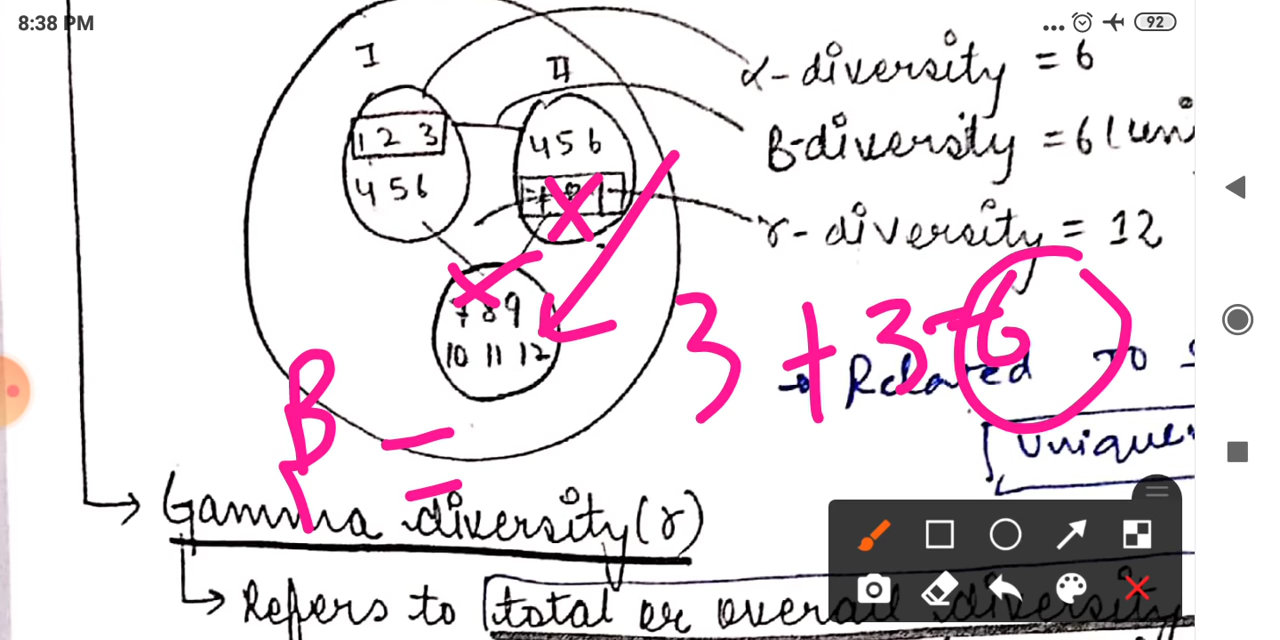 8:38 PM
92
I
II
α-diversity = 6
1 2 3
4 5 6
4 5 6
β-diversity = 6 (uni
γ-diversity = 12
7 8 9
10 11 12
3 + 3 = 6
→ Related To
Unique
β =
→ Gamma diversity (γ)
→ Refers to total or overall diversity